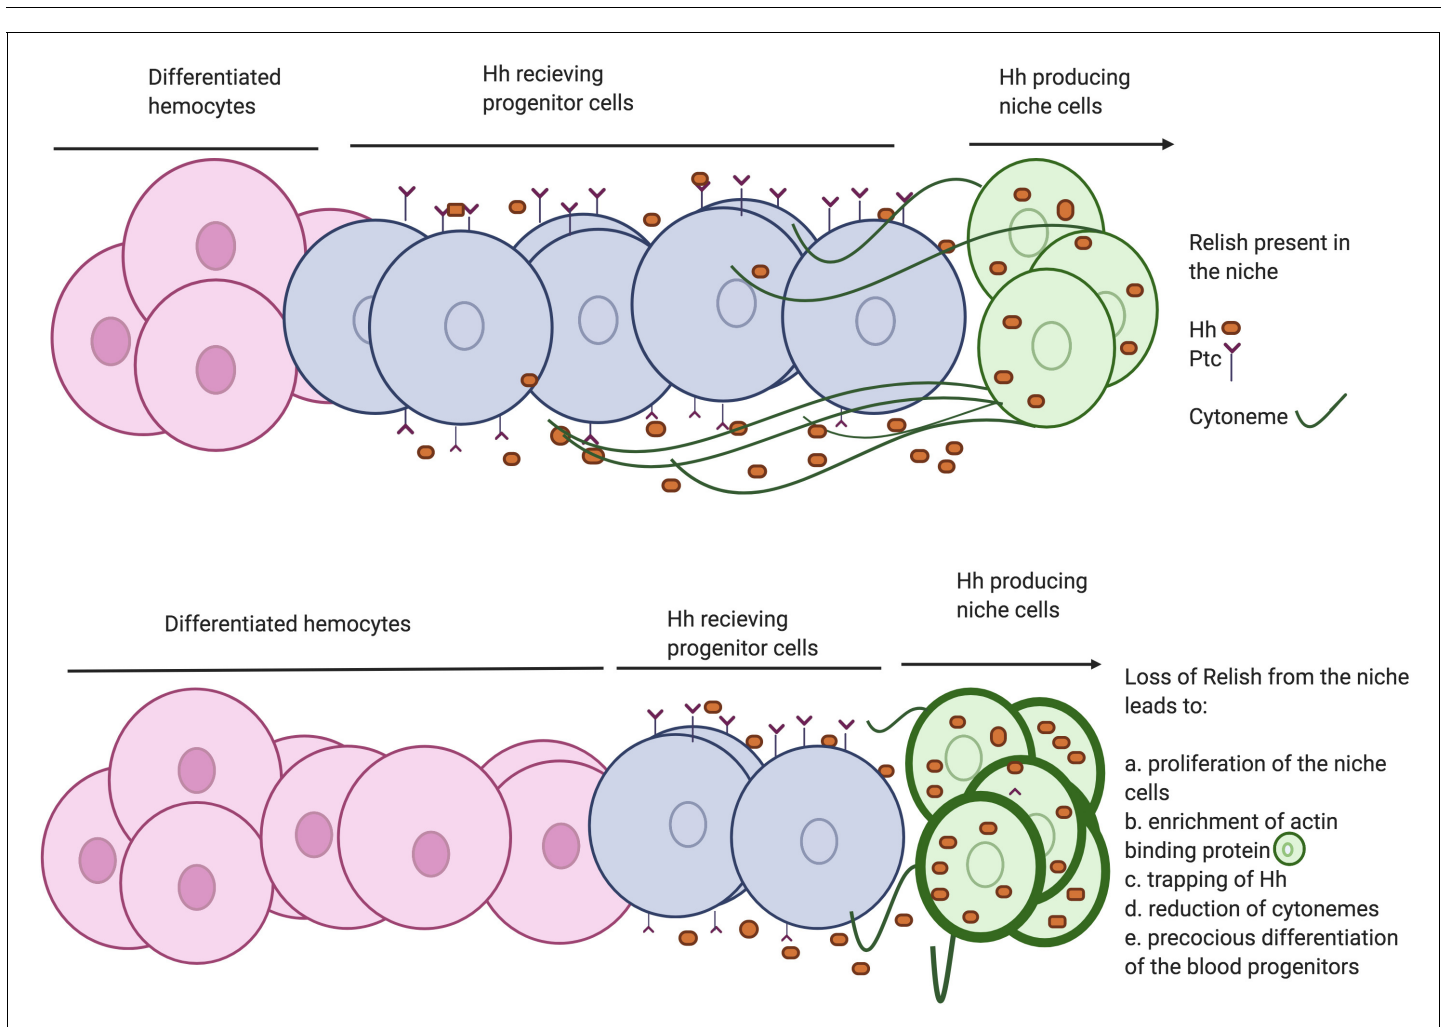 Differentiated
hemocytes
Hh recieving
progenitor cells
Hh producing
niche cells
Relish present in
the niche
Hh
Ptc
Cytoneme
Differentiated hemocytes
Hh recieving
progenitor cells
Hh producing
niche cells
Loss of Relish from the niche
leads to:
a. proliferation of the niche
cells
b. enrichment of actin
binding protein
c. trapping of Hh
d. reduction of cytonemes
e. precocious differentiation
of the blood progenitors